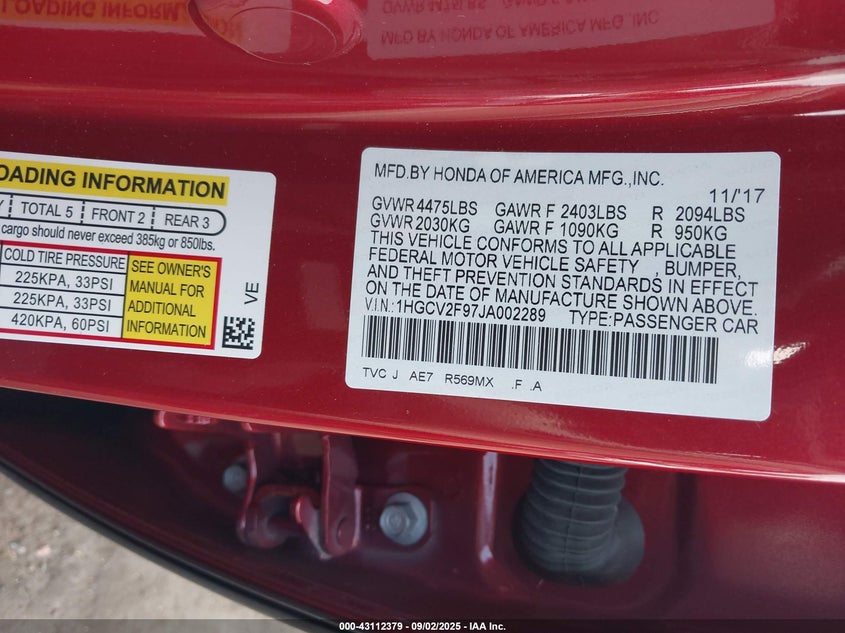 OADING INFORMATION
Y TOTAL 5 FRONT 2 REAR 3
cargo should never exceed 385kg or 850lbs.
COLD TIRE PRESSURE
225KPA, 33PSI
225KPA, 33PSI
420KPA, 60PSI
SEE OWNER'S
MANUAL FOR
ADDITIONAL
INFORMATION
VE
MFD.BY HONDA OF AMERICA MFG.,INC.
11/'17
GVWR 4475LBS GAWR F 2403LBS R 2094LBS
GVWR 2030KG GAWR F 1090KG R 950KG
THIS VEHICLE CONFORMS TO ALL APPLICABLE
FEDERAL MOTOR VEHICLE SAFETY , BUMPER,
AND THEFT PREVENTION STANDARDS IN EFFECT
ON THE DATE OF MANUFACTURE SHOWN ABOVE.
V.I.N: 1HGCV2F97JA002289 TYPE:PASSENGER CAR
TVC J AE7 R569MX .F .A
000-43112379 - 09/02/2025 - IAA Inc.